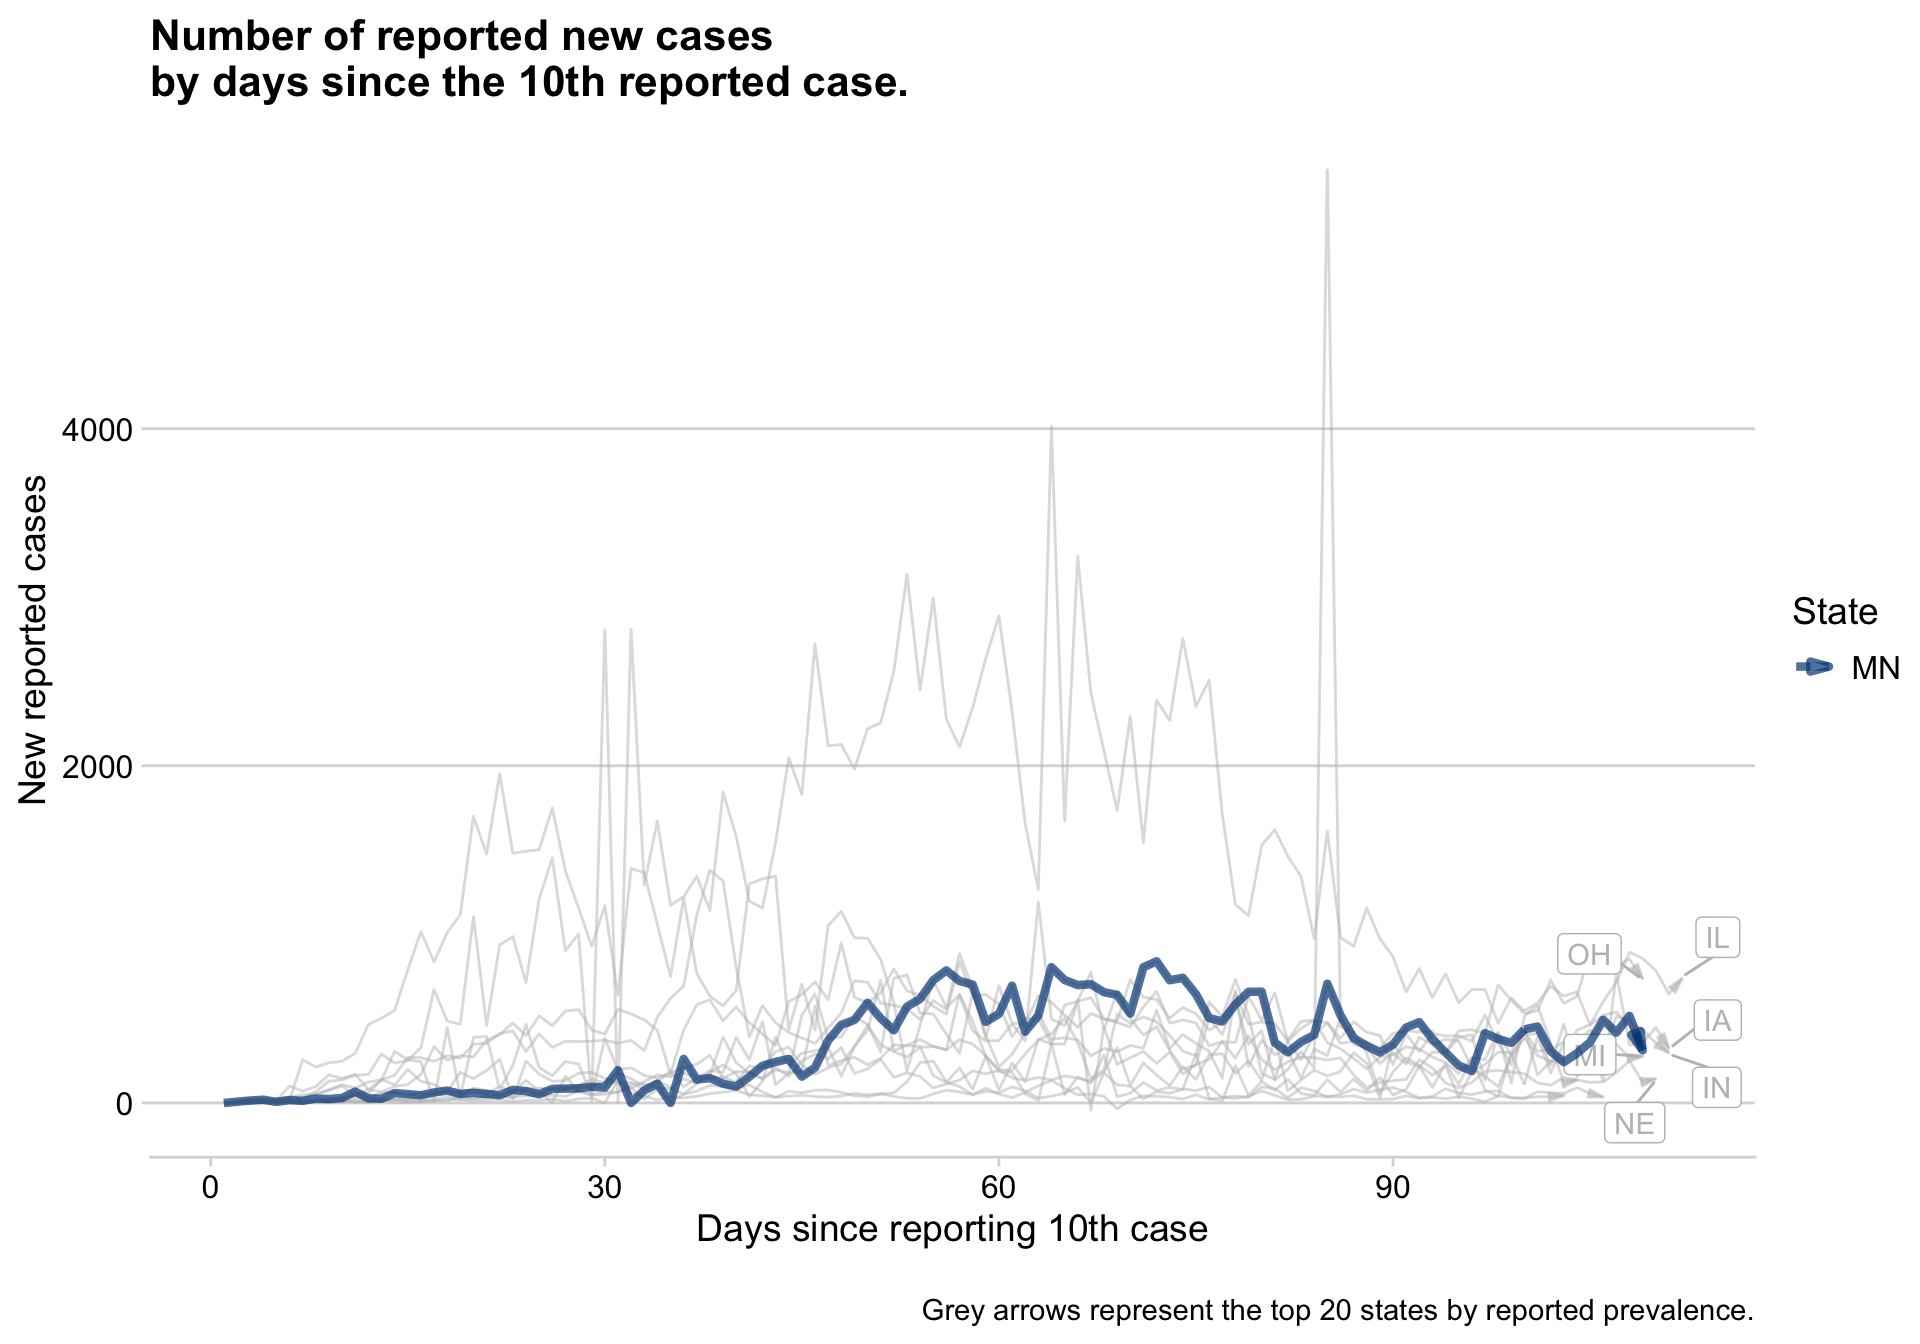 Number of reported new cases
by days since the 10th reported case.
New reported cases
4000
2000
0
0
30
60
90
Days since reporting 10th case
OH
IL
IA
MI
IN
NE
State
MN
Grey arrows represent the top 20 states by reported prevalence.